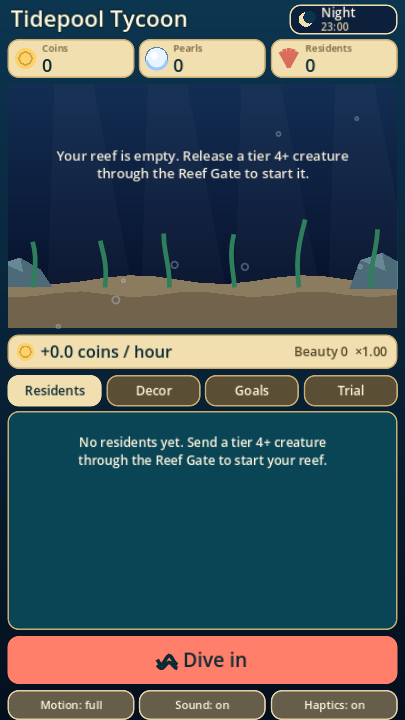 Tidepool Tycoon
Night
23:00
Coins
0
Pearls
0
Residents
0
Your reef is empty. Release a tier 4+ creature
through the Reef Gate to start it.
+0.0 coins / hour
Beauty 0 ×1.00
Residents
Decor
Goals
Trial
No residents yet. Send a tier 4+ creature
through the Reef Gate to start your reef.
Dive in
Motion: full
Sound: on
Haptics: on